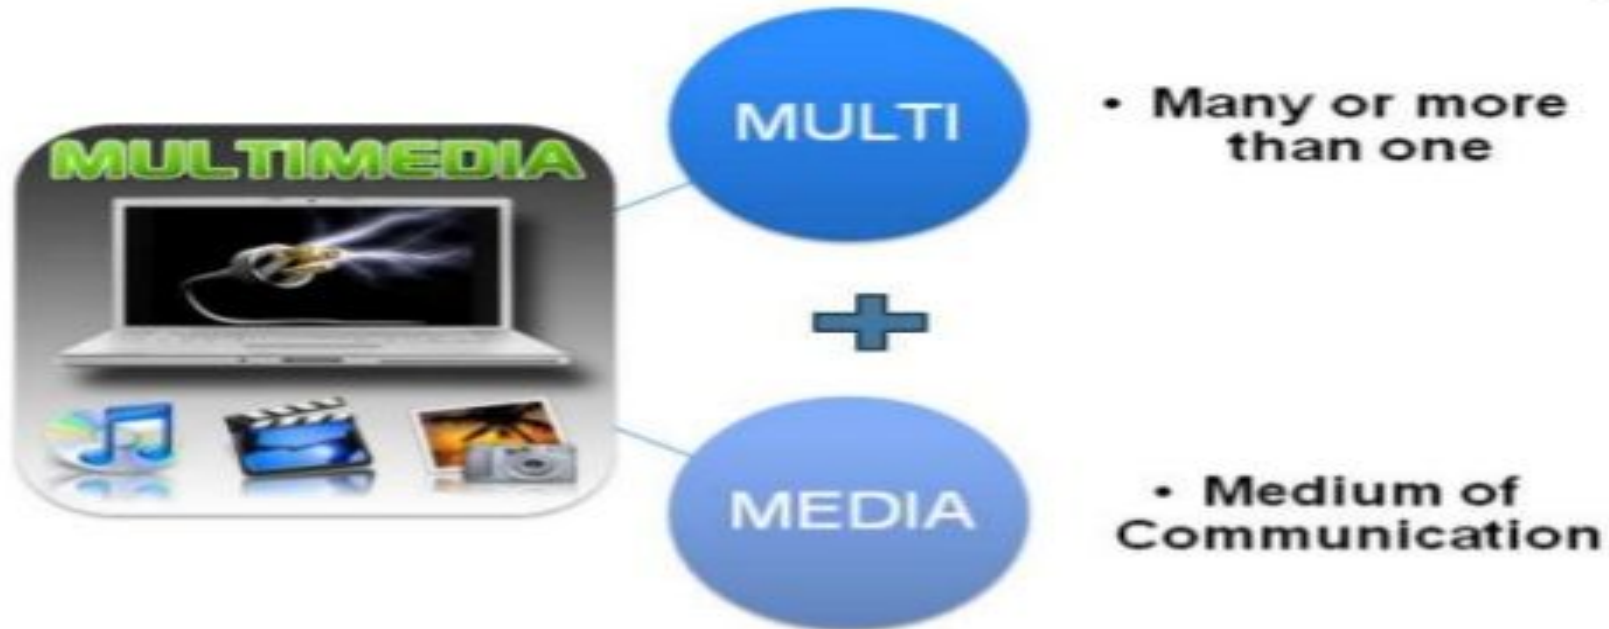 MULTIMEDIA
MULTI
• Many or more
than one
MEDIA
• Medium of
Communication